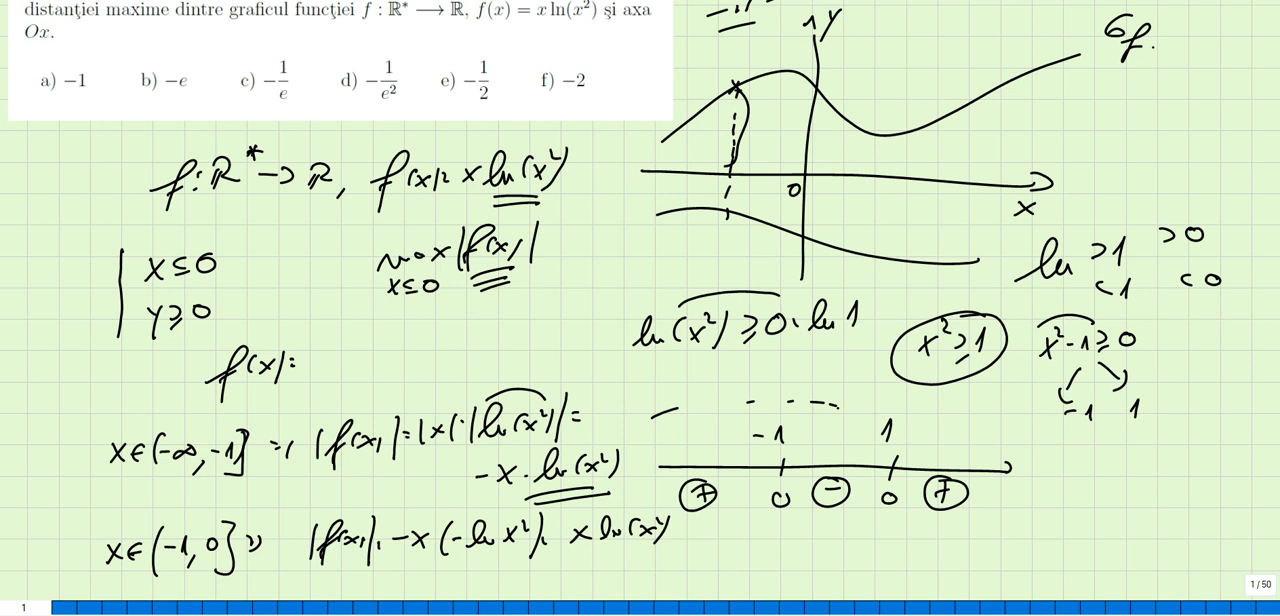 distanţiei maxime dintre graficul funcţiei f : ℝ* ⟶ ℝ, f(x) = x ln(x²) şi axa
Ox.
a) −1 b) −e c) −1/e d) −1/e² e) −1/2 f) −2
y
Gf.
0
x
f: ℝ* → ℝ, f(x) = x ln(x²)
x ≤ 0
y ≥ 0
max |f(x)|
x ≤ 0
f(x) =
ln(x²) ≥ 0 = ln 1
x² ≥ 1
x² - 1 ≥ 0
-1 1
ln >1 >0
<1 <0
x ∈ (-∞, -1] => |f(x)| = |x| · |ln(x²)| =
-x · ln(x²)
-1 1
+ 0 − 0 +
x ∈ (-1, 0] => |f(x)| = -x (-ln x²) = x ln(x²)
1 / 50
1